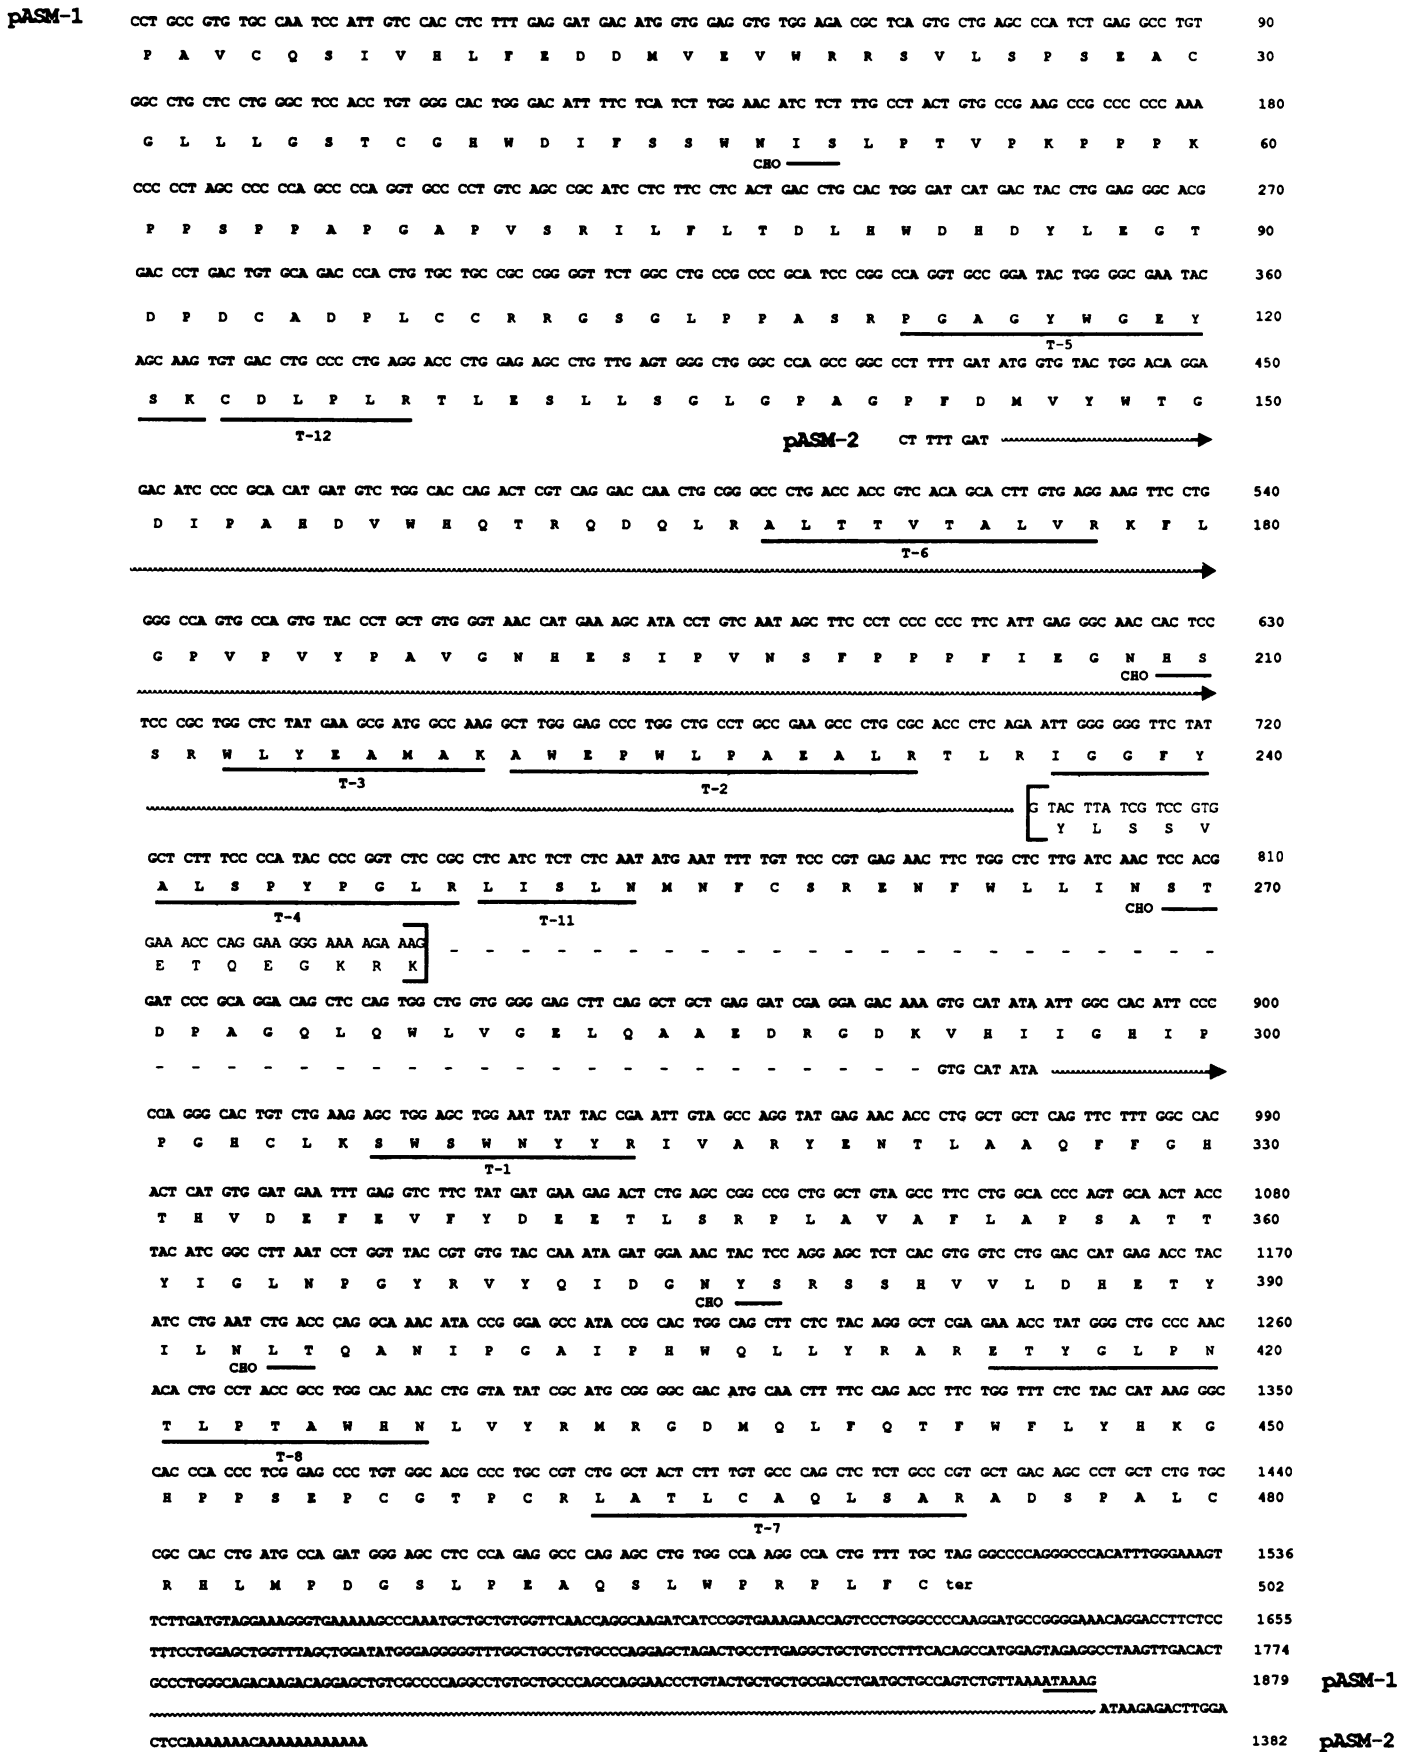 pASM-1 CCT GCC GTG TGC CAA TCC ATT GTC CAC CTC TTT GAG GAT GAC ATG GTG GAG GTG TGG AGA CGC TCA GTG CTG AGC CCA TCT GAG GCC TGT 90
P A V C Q S I V H L F E D D M V E V W R R S V L S P S E A C 30
GGC CTG CTC CTG GGC TCC ACC TGT GGG CAC TGG GAC ATT TTC TCA TCT TGG AAC ATC TCT TTG CCT ACT GTG CCG AAG CCG CCC CCC AAA 180
G L L L G S T C G H W D I F S S W N I S L P T V P K P P P K 60
CHO
CCC CCT AGC CCC CCA GCC CCA GGT GCC CCT GTC AGC CGC ATC CTC TTC CTC ACT GAC CTG CAC TGG GAT CAT GAC TAC CTG GAG GGC ACG 270
P P S P P A P G A P V S R I L F L T D L H W D H D Y L E G T 90
GAC CCT GAC TGT GCA GAC CCA CTG TGC TGC CGC CGG GGT TCT GGC CTG CCG CCC GCA TCC CGG CCA GGT GCC GGA TAC TGG GGC GAA TAC 360
D P D C A D P L C C R R G S G L P P A S R P G A G Y W G E Y 120
T-5
AGC AAG TGT GAC CTG CCC CTG AGG ACC CTG GAG AGC CTG TTG AGT GGG CTG GGC CCA GCC GGC CCT TTT GAT ATG GTG TAC TGG ACA GGA 450
S K C D L P L R T L E S L L S G L G P A G P F D M V Y W T G 150
T-12
pASM-2 CT TTT GAT
GAC ATC CCC GCA CAT GAT GTC TGG CAC CAG ACT CGT CAG GAC CAA CTG CGG GCC CTG ACC ACC GTC ACA GCA CTT GTG AGG AAG TTC CTG 540
D I P A H D V W H Q T R Q D Q L R A L T T V T A L V R K F L 180
T-6
GGG CCA GTG CCA GTG TAC CCT GCT GTG GGT AAC CAT GAA AGC ATA CCT GTC AAT AGC TTC CCT CCC CCC TTC ATT GAG GGC AAC CAC TCC 630
G P V P V Y P A V G N H E S I P V N S F P P P F I E G N H S 210
CHO
TCC CGC TGG CTC TAT GAA GCG ATG GCC AAG GCT TGG GAG CCC TGG CTG CCT GCC GAA GCC CTG CGC ACC CTC AGA ATT GGG GGG TTC TAT 720
S R W L Y E A M A K A W E P W L P A E A L R T L R I G G F Y 240
T-3 T-2
G TAC TTA TCG TCC GTG
Y L S S V
GCT CTT TCC CCA TAC CCC GGT CTC CGC CTC ATC TCT CTC AAT ATG AAT TTT TGT TCC CGT GAG AAC TTC TGG CTC TTG ATC AAC TCC ACG 810
A L S P Y P G L R L I S L N M N F C S R E N F W L L I N S T 270
T-4 T-11 CHO
GAA ACC CAG GAA GGG AAA AGA AAG - - - - - - - - - - - - - - - - - - - - - -
E T Q E G K R K
GAT CCC GCA GGA CAG CTC CAG TGG CTG GTG GGG GAG CTT CAG GCT GCT GAG GAT CGA GGA GAC AAA GTG CAT ATA ATT GGC CAC ATT CCC 900
D P A G Q L Q W L V G E L Q A A E D R G D K V H I I G H I P 300
- - - - - - - - - - - - - - - - - - - - - - GTG CAT ATA
CCA GGG CAC TGT CTG AAG AGC TGG AGC TGG AAT TAT TAC CGA ATT GTA GCC AGG TAT GAG AAC ACC CTG GCT GCT CAG TTC TTT GGC CAC 990
P G H C L K S W S W N Y Y R I V A R Y E N T L A A Q F F G H 330
T-1
ACT CAT GTG GAT GAA TTT GAG GTC TTC TAT GAT GAA GAG ACT CTG AGC CGG CCG CTG GCT GTA GCC TTC CTG GCA CCC AGT GCA ACT ACC 1080
T H V D E F E V F Y D E E T L S R P L A V A F L A P S A T T 360
TAC ATC GGC CTT AAT CCT GGT TAC CGT GTG TAC CAA ATA GAT GGA AAC TAC TCC AGG AGC TCT CAC GTG GTC CTG GAC CAT GAG ACC TAC 1170
Y I G L N P G Y R V Y Q I D G N Y S R S S H V V L D H E T Y 390
CHO
ATC CTG AAT CTG ACC CAG GCA AAC ATA CCG GGA GCC ATA CCG CAC TGG CAG CTT CTC TAC AGG GCT CGA GAA ACC TAT GGG CTG CCC AAC 1260
I L N L T Q A N I P G A I P H W Q L L Y R A R E T Y G L P N 420
CHO
ACA CTG CCT ACC GCC TGG CAC AAC CTG GTA TAT CGC ATG CGG GGC GAC ATG CAA CTT TTC CAG ACC TTC TGG TTT CTC TAC CAT AAG GGC 1350
T L P T A W H N L V Y R M R G D M Q L F Q T F W F L Y H K G 450
T-8
CAC CCA CCC TCG GAG CCC TGT GGC ACG CCC TGC CGT CTG GCT ACT CTT TGT GCC CAG CTC TCT GCC CGT GCT GAC AGC CCT GCT CTG TGC 1440
H P P S E P C G T P C R L A T L C A Q L S A R A D S P A L C 480
T-7
CGC CAC CTG ATG CCA GAT GGG AGC CTC CCA GAG GCC CAG AGC CTG TGG CCA AGG CCA CTG TTT TGC TAG GGCCCCAGGGCCCACATTTGGGAAAGT 1536
R H L M P D G S L P E A Q S L W P R P L F C ter 502
TCTTGATGTAGGAAAGGGTGAAAAAGCCCAAATGCTGCTGTGGTTCAACCAGGCAAGATCATCCGGTGAAAGAACCAGTCCCTGGGCCCCAAGGATGCCGGGGAAACAGGACCTTCTCC 1655
TTTCCTGGAGCTGGTTTAGCTGGATATGGGAGGGGGTTTGGCTGCCTGTGCCCAGGAGCTAGACTGCCTTGAGGCTGCTGTCCTTTCACAGCCATGGAGTAGAGGCCTAAGTTGACACT 1774
GCCCTGGGCAGACAAGACAGGAGCTGTCGCCCCAGGCCTGTGCTGCCCAGCCAGGAACCCTGTACTGCTGCTGCGACCTGATGCTGCCAGTCTGTTAAAATAAAG 1879 pASM-1
ATAAGAGACTTGGA
CTCCAAAAAAACAAAAAAAAAAAA 1382 pASM-2